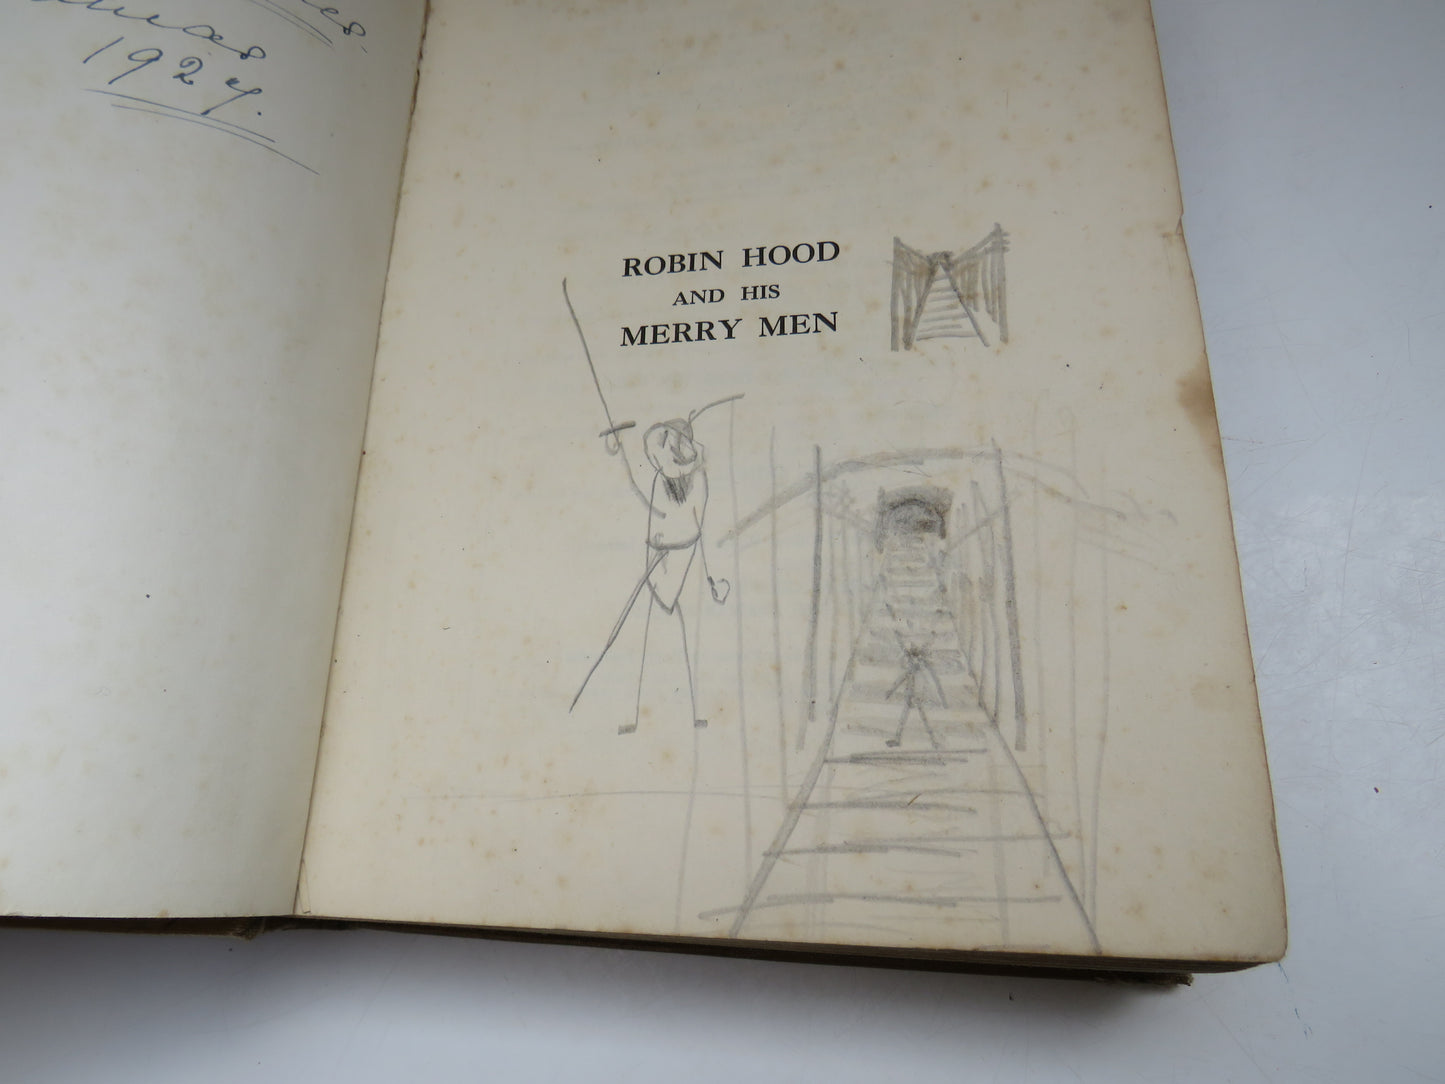 1927.
ROBIN HOOD
AND HIS
MERRY MEN